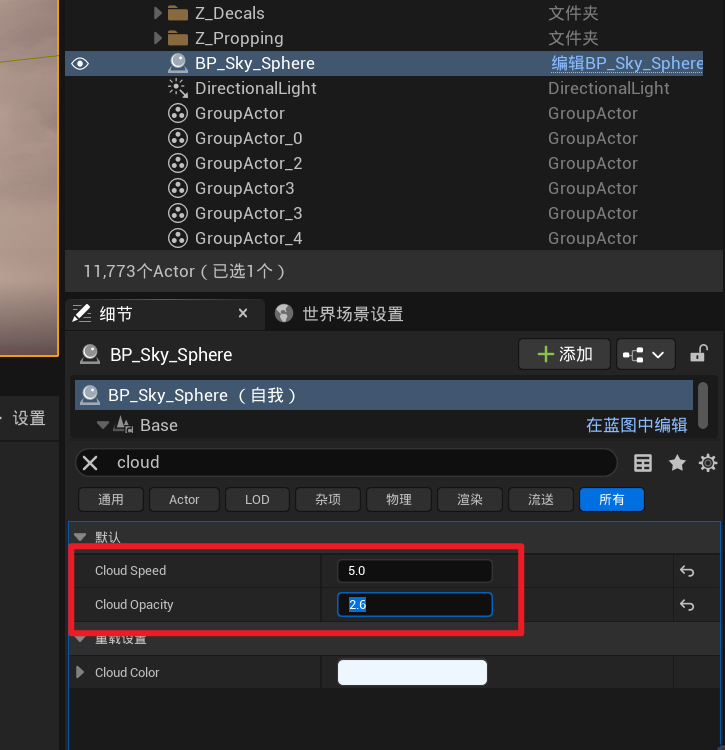 Z_Decals 文件夹
Z_Propping 文件夹
BP_Sky_Sphere 编辑BP_Sky_Sphere
DirectionalLight DirectionalLight
GroupActor GroupActor
GroupActor_0 GroupActor
GroupActor_2 GroupActor
GroupActor3 GroupActor
GroupActor_3 GroupActor
GroupActor_4 GroupActor
11,773个Actor（已选1个）
细节 世界场景设置
BP_Sky_Sphere 添加
BP_Sky_Sphere （自我）
设置
Base 在蓝图中编辑
cloud
通用 Actor LOD 杂项 物理 渲染 流送 所有
默认
Cloud Speed 5.0
Cloud Opacity 2.6
重载设置
Cloud Color